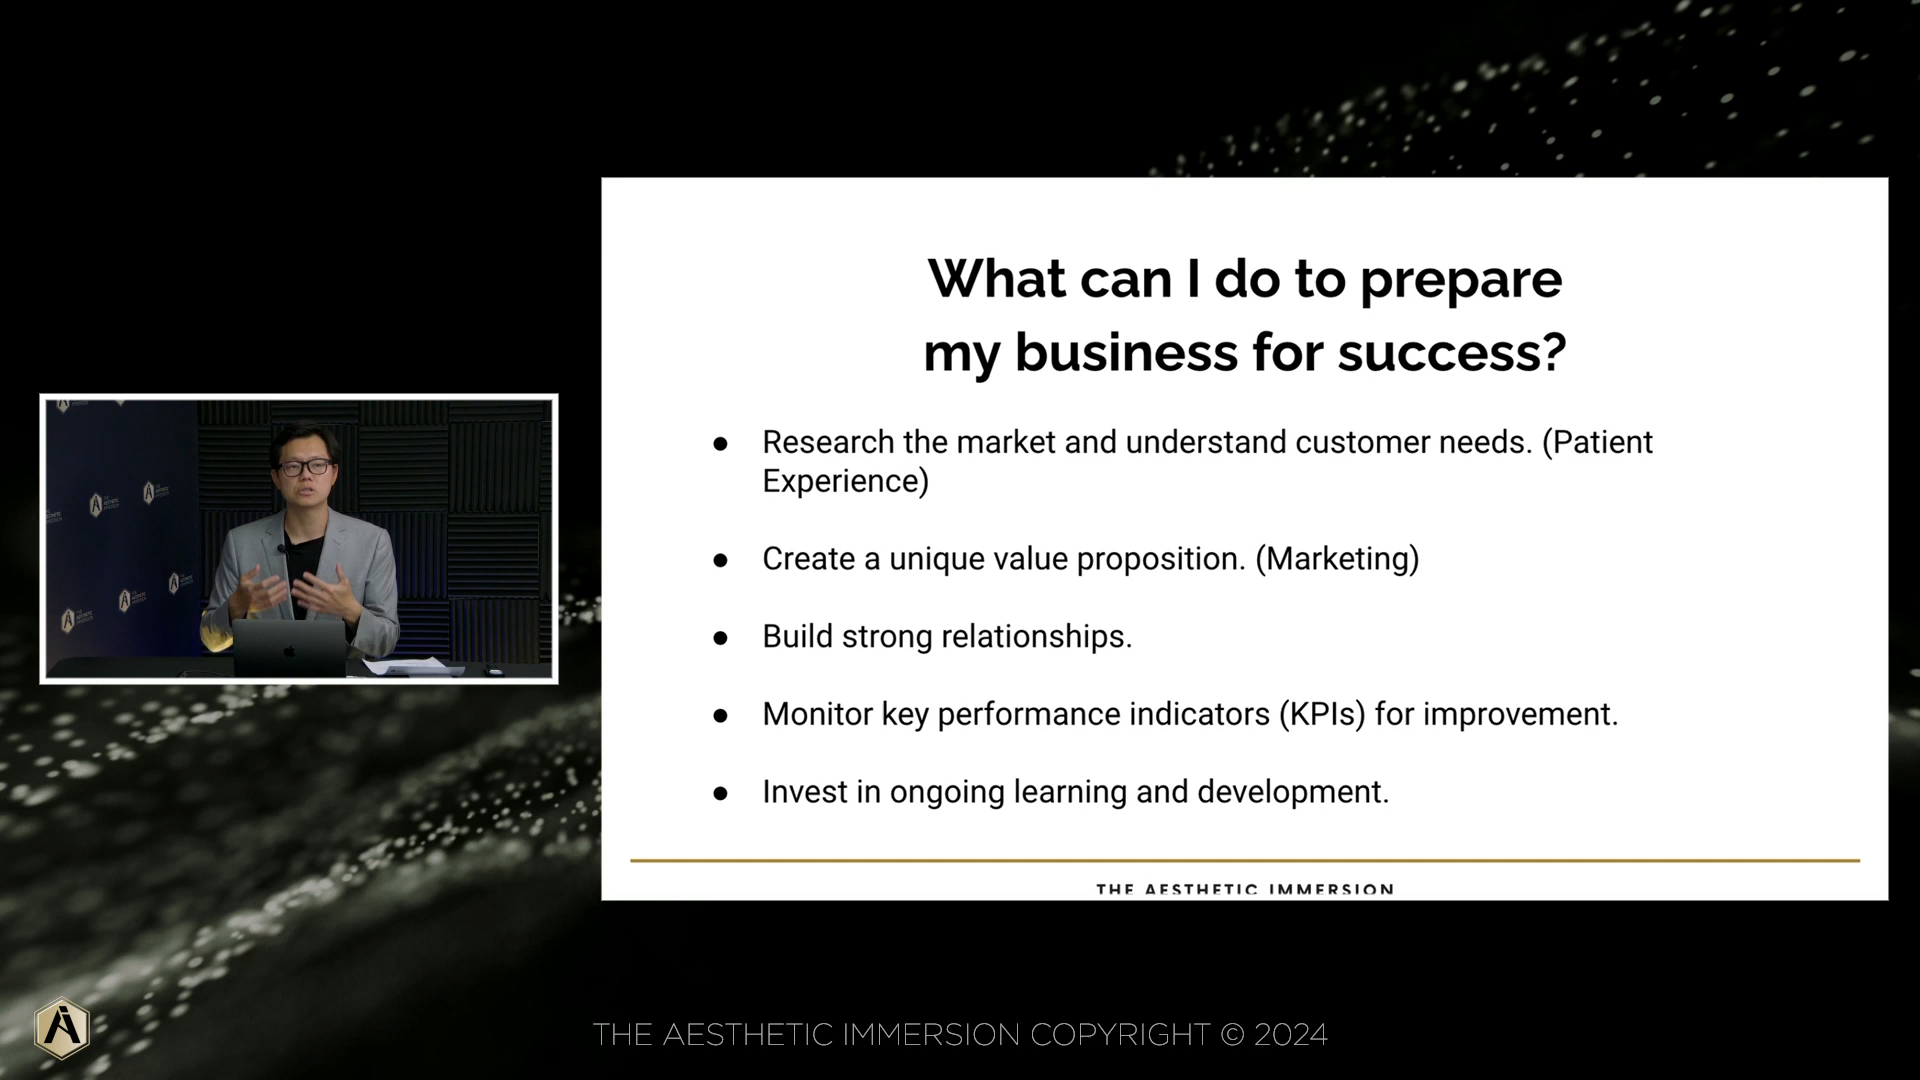 What can I do to prepare
my business for success?
● Research the market and understand customer needs. (Patient
Experience)
● Create a unique value proposition. (Marketing)
● Build strong relationships.
● Monitor key performance indicators (KPIs) for improvement.
● Invest in ongoing learning and development.
THE AESTHETIC IMMERSION
THE AESTHETIC IMMERSION COPYRIGHT © 2024